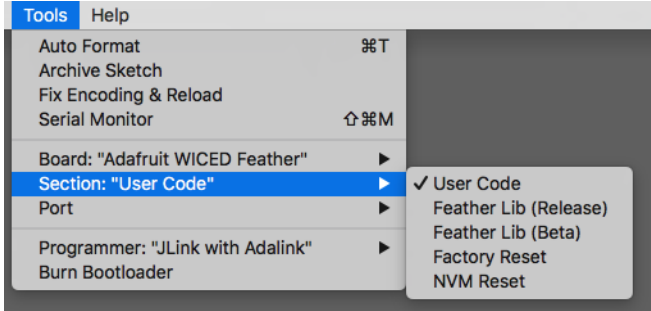 Tools Help
Auto Format ⌘T
Archive Sketch
Fix Encoding & Reload
Serial Monitor ⇧⌘M
Board: "Adafruit WICED Feather" ▶
Section: "User Code" ▶
Port ▶
Programmer: "JLink with Adalink" ▶
Burn Bootloader
✓ User Code
Feather Lib (Release)
Feather Lib (Beta)
Factory Reset
NVM Reset